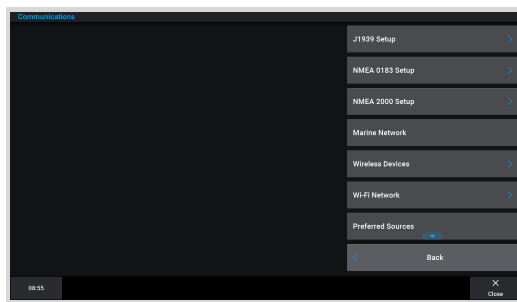 Communications
J1939 Setup
NMEA 0183 Setup
NMEA 2000 Setup
Marine Network
Wireless Devices
Wi-Fi Network
Preferred Sources
Back
08:55
Close